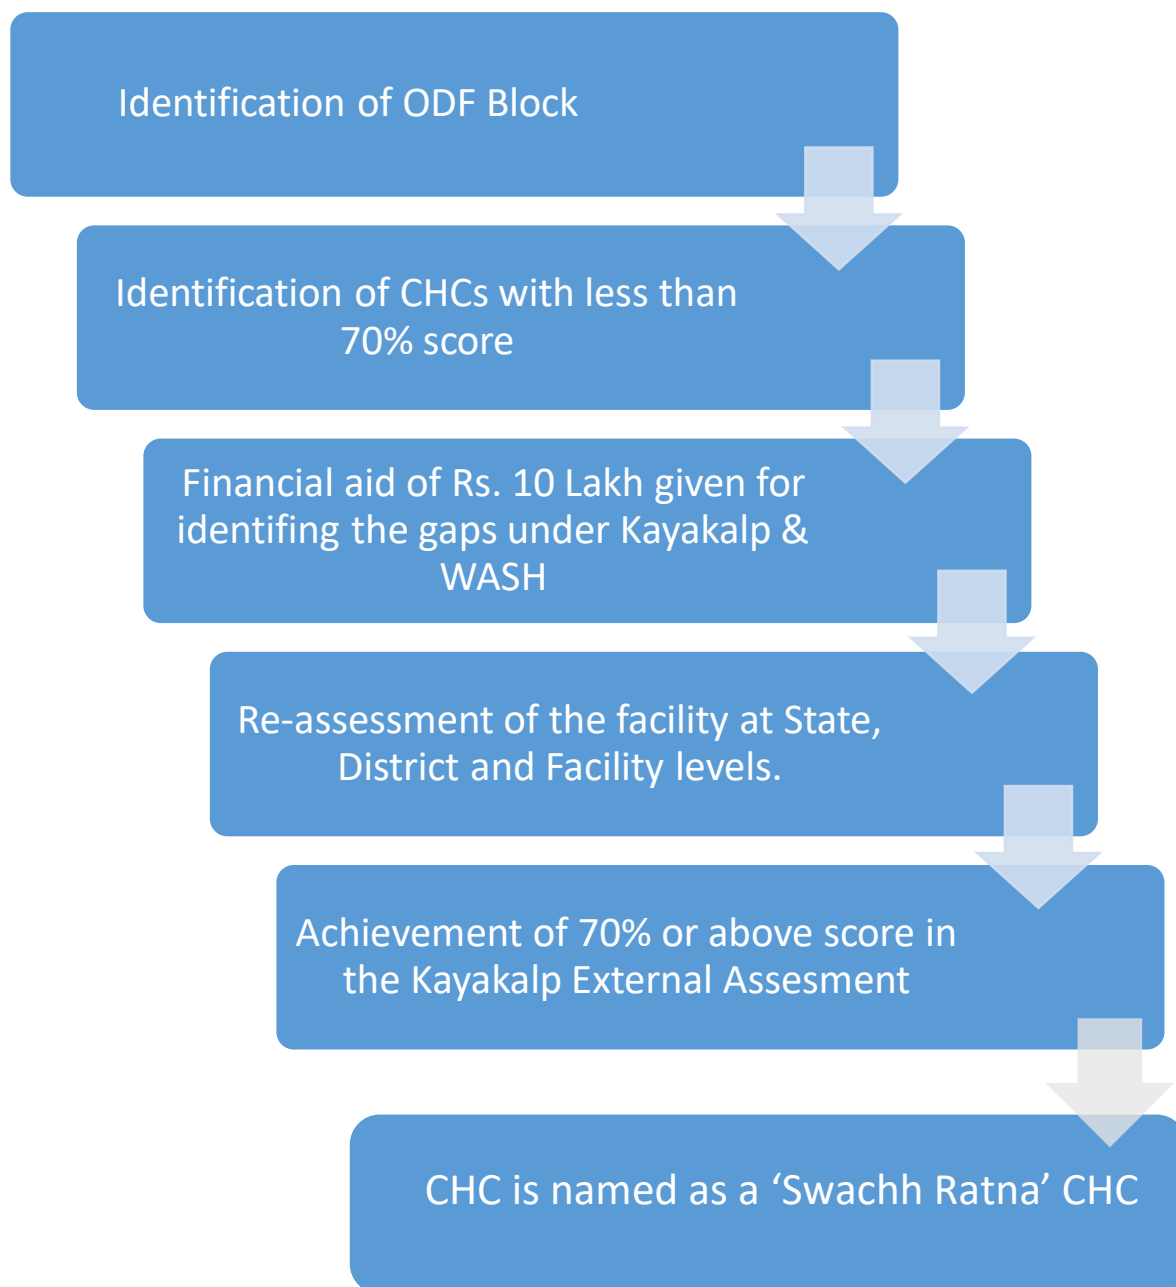 Identification of ODF Block
Identification of CHCs with less than
70% score
Financial aid of Rs. 10 Lakh given for
identifing the gaps under Kayakalp &
WASH
Re-assessment of the facility at State,
District and Facility levels.
Achievement of 70% or above score in
the Kayakalp External Assesment
CHC is named as a ‘Swachh Ratna’ CHC